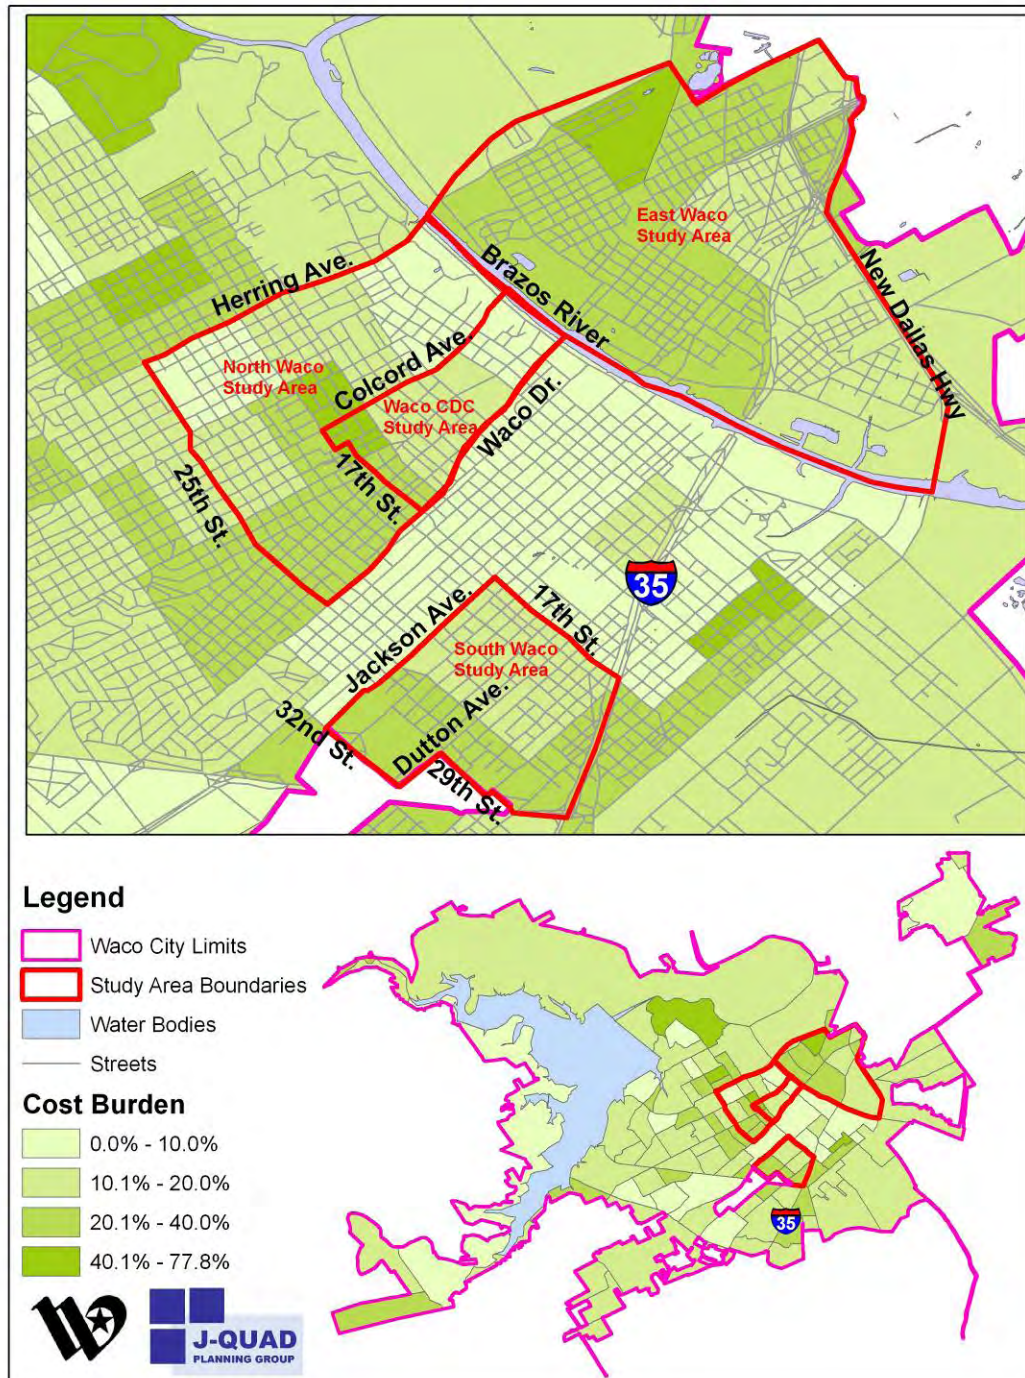 East Waco
Study Area
Herring Ave.
Brazos River
New Dallas Hwy
North Waco
Study Area
Colcord Ave.
Waco CDC
Study Area
Waco Dr.
17th St.
25th St.
35
Jackson Ave.
17th St.
South Waco
Study Area
Dutton Ave.
32nd St.
29th St.
Legend
Waco City Limits
Study Area Boundaries
Water Bodies
Streets
Cost Burden
0.0% - 10.0%
10.1% - 20.0%
20.1% - 40.0%
40.1% - 77.8%
35
J-QUAD
PLANNING GROUP